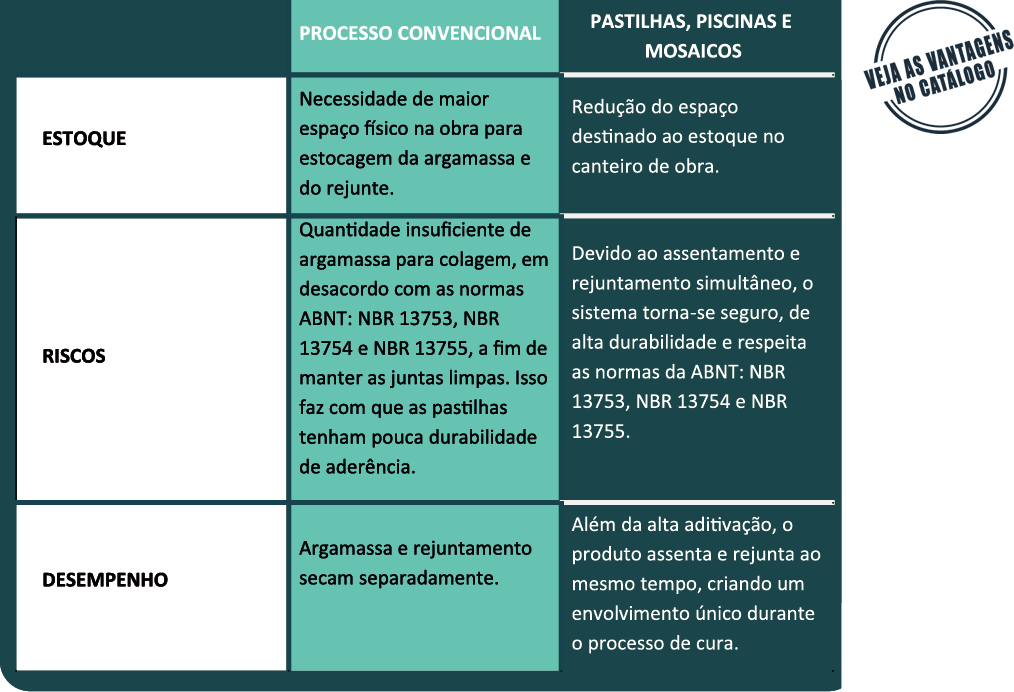 PROCESSO CONVENCIONAL
PASTILHAS, PISCINAS E
MOSAICOS
VEJA AS VANTAGENS
NO CATÁLOGO
ESTOQUE
Necessidade de maior
espaço físico na obra para
estocagem da argamassa e
do rejunte.
Redução do espaço
destinado ao estoque no
canteiro de obra.
RISCOS
Quantidade insuficiente de
argamassa para colagem, em
desacordo com as normas
ABNT: NBR 13753, NBR
13754 e NBR 13755, a fim de
manter as juntas limpas. Isso
faz com que as pastilhas
tenham pouca durabilidade
de aderência.
Devido ao assentamento e
rejuntamento simultâneo, o
sistema torna-se seguro, de
alta durabilidade e respeita
as normas da ABNT: NBR
13753, NBR 13754 e NBR
13755.
DESEMPENHO
Argamassa e rejuntamento
secam separadamente.
Além da alta aditivação, o
produto assenta e rejunta ao
mesmo tempo, criando um
envolvimento único durante
o processo de cura.